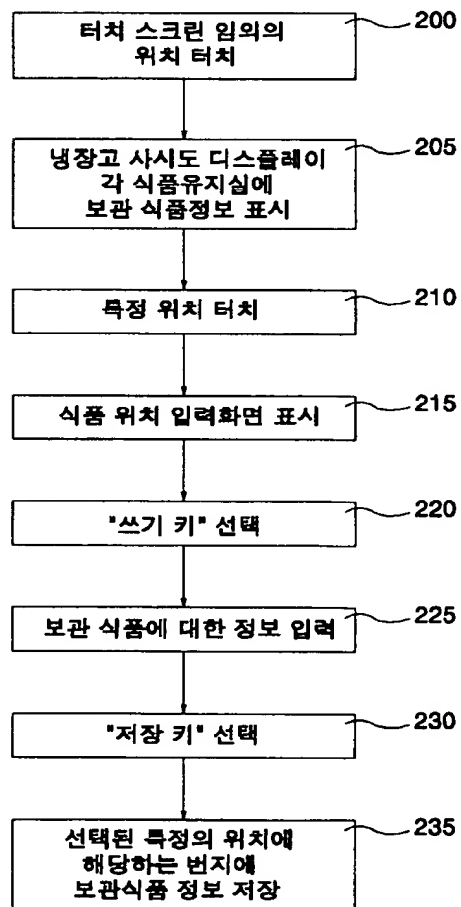 터치 스크린 임의의
위치 터치
200
냉장고 사시도 디스플레이
각 식품유지실에
보관 식품정보 표시
205
특정 위치 터치
210
식품 위치 입력화면 표시
215
"쓰기 키" 선택
220
보관 식품에 대한 정보 입력
225
"저장 키" 선택
230
선택된 특정의 위치에
해당하는 번지에
보관식품 정보 저장
235